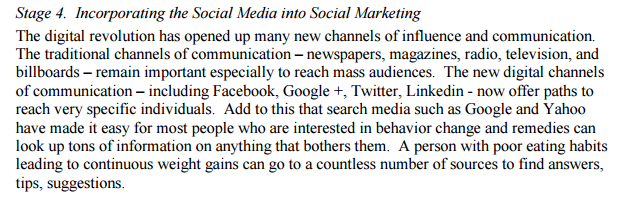 Stage 4.  Incorporating the Social Media into Social Marketing
The digital revolution has opened up many new channels of influence and communication.
The traditional channels of communication – newspapers, magazines, radio, television, and
billboards – remain important especially to reach mass audiences.  The new digital channels
of communication – including Facebook, Google +, Twitter, Linkedin - now offer paths to
reach very specific individuals.  Add to this that search media such as Google and Yahoo
have made it easy for most people who are interested in behavior change and remedies can
look up tons of information on anything that bothers them.  A person with poor eating habits
leading to continuous weight gains can go to a countless number of sources to find answers,
tips, suggestions.